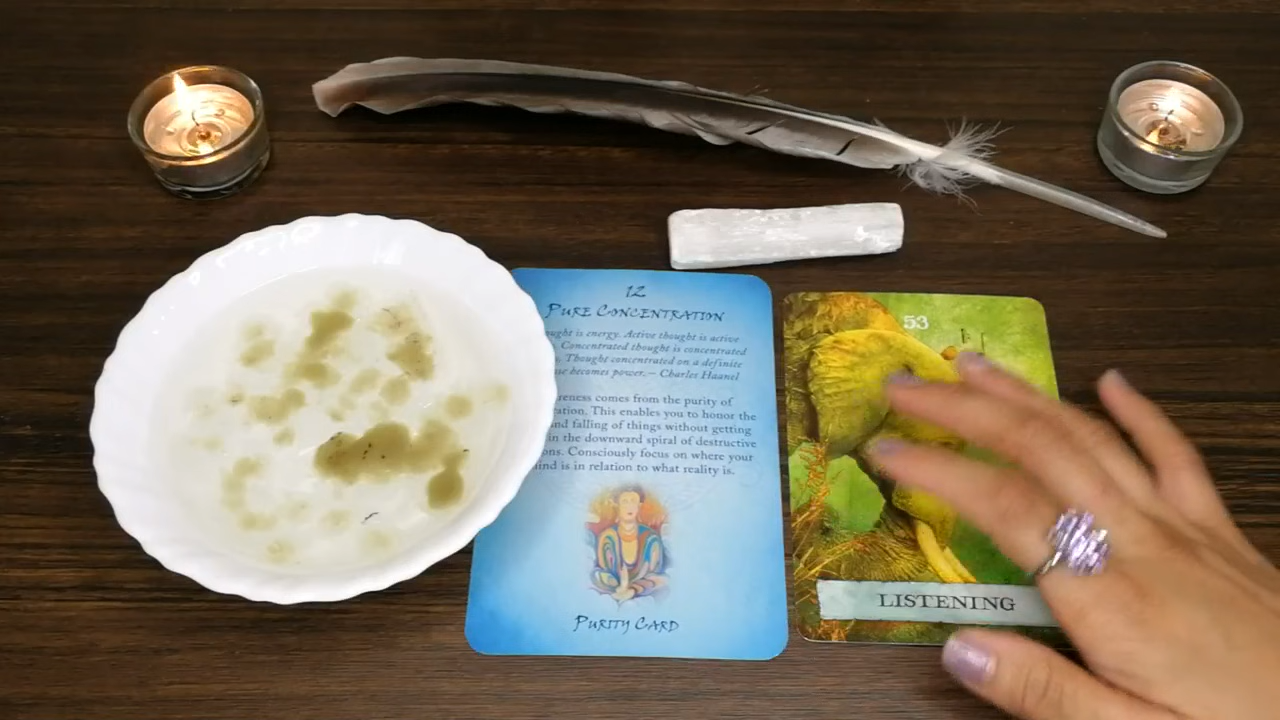 12
PURE CONCENTRATION
is energy. Active thought is active
Concentrated thought is concentrated
Thought concentrated on a definite
becomes power. – Charles Haanel
comes from the purity of
This enables you to honor the
and falling of things without getting
in the downward spiral of destructive
Consciously focus on where your
mind is in relation to what reality is.
PURITY CARD
53
LISTENING